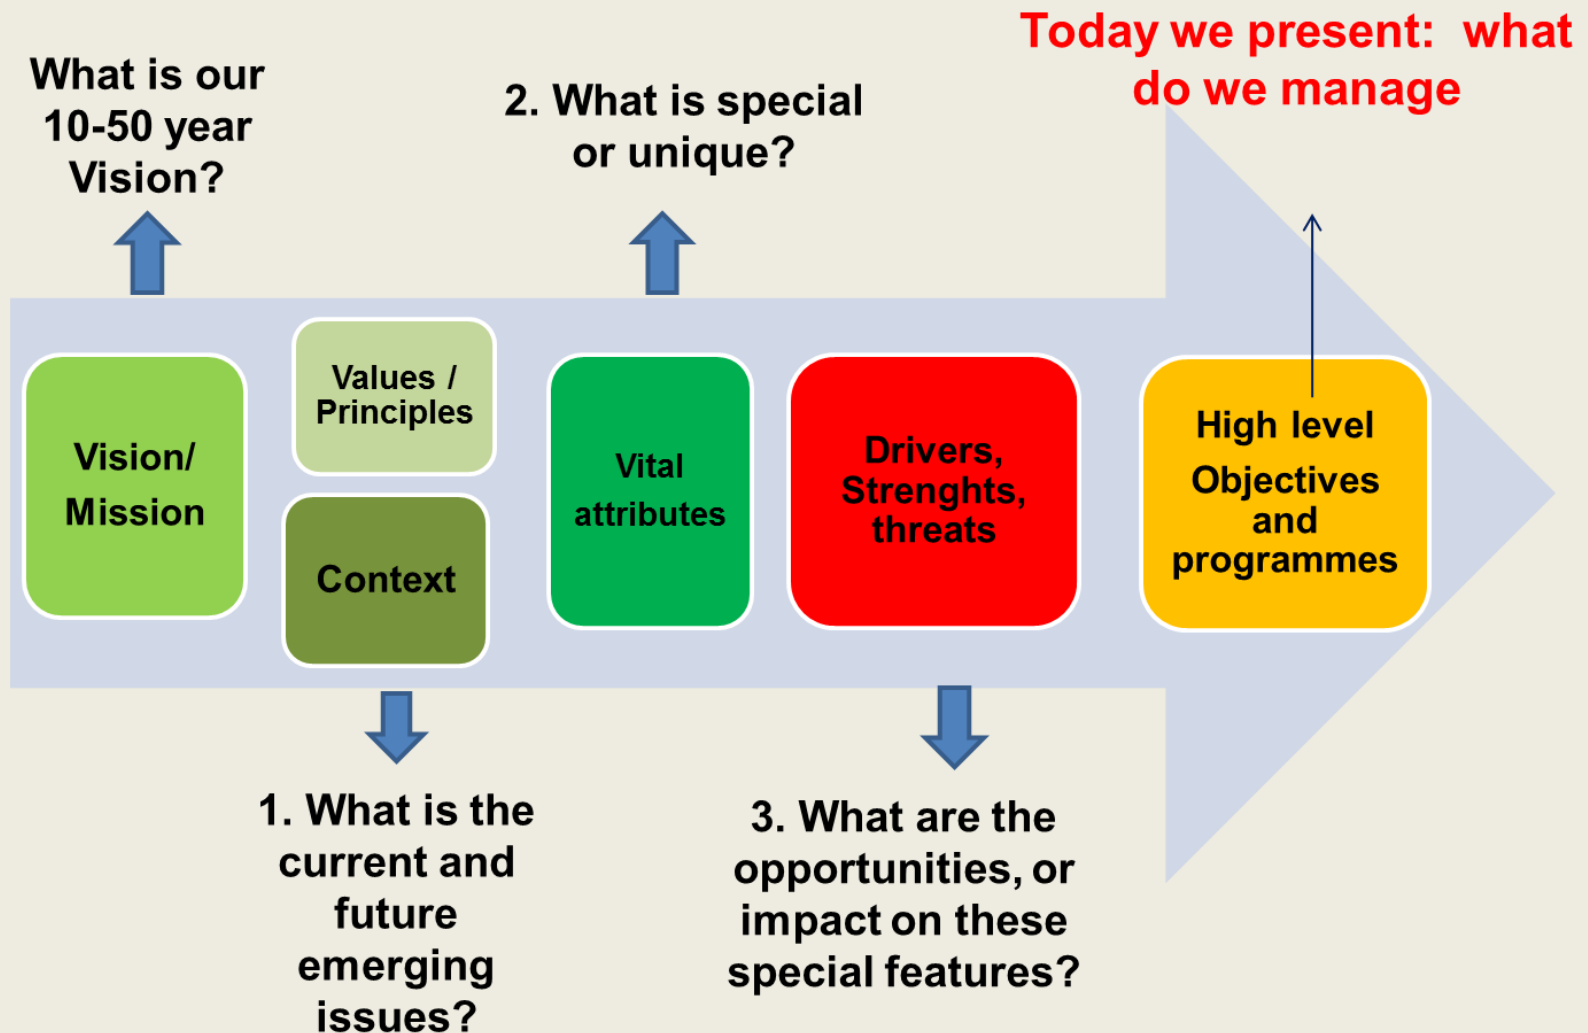 Today we present:  what
do we manage
What is our
10-50 year
Vision?
2. What is special
or unique?
Vision/
Mission
Values /
Principles
Context
Vital
attributes
Drivers,
Strenghts,
threats
High level
Objectives
and
programmes
1. What is the
current and
future
emerging
issues?
3. What are the
opportunities, or
impact on these
special features?